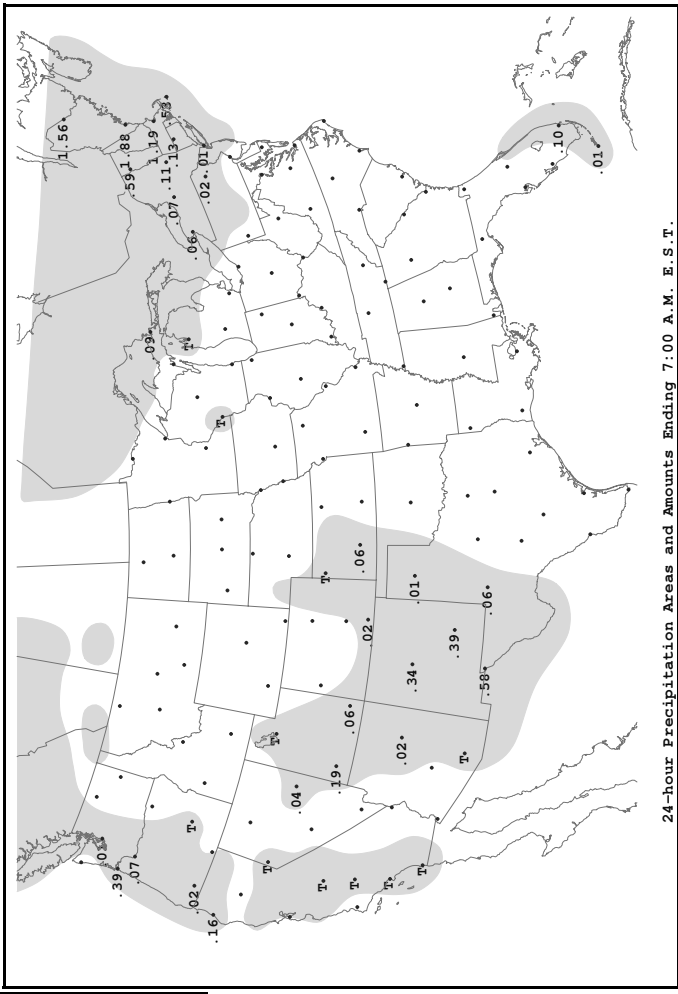 1.56
.39
1.88
.59
.07
.09
1.19
.11
.53
.07
.13
T
T
.06
.02
.01
.02
.16
T
T
T
.04
T
T
.19
.06
T
.06
.02
T
.02
.34
.01
T
.39
T
.58
.06
.10
.01
24-hour Precipitation Areas and Amounts Ending 7:00 A.M. E.S.T.